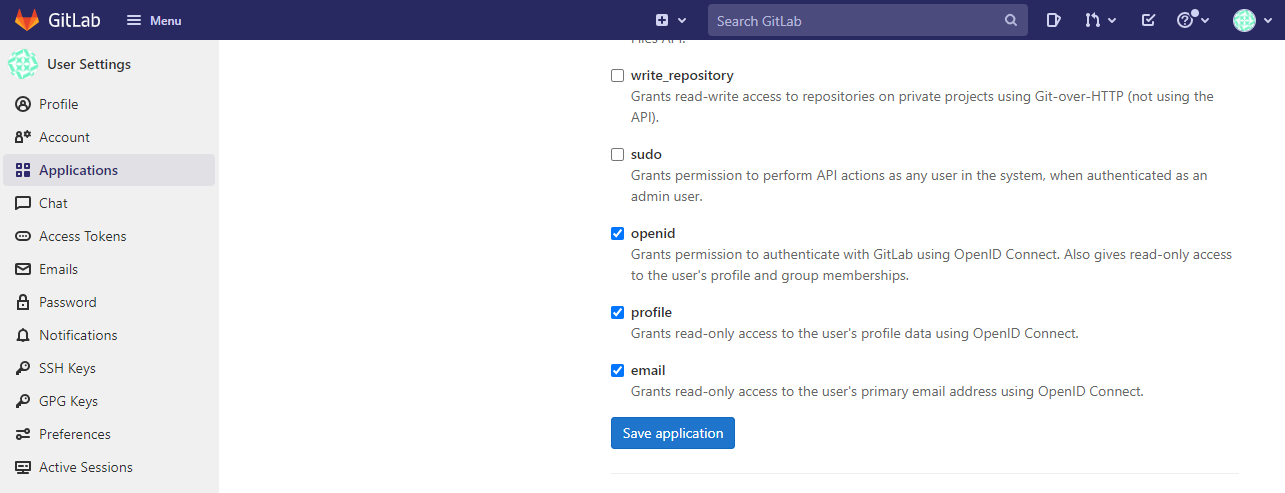 GitLab
Menu
Search GitLab
User Settings
Profile
Account
Applications
Chat
Access Tokens
Emails
Password
Notifications
SSH Keys
GPG Keys
Preferences
Active Sessions
Files API.
write_repository
Grants read-write access to repositories on private projects using Git-over-HTTP (not using the
API).
sudo
Grants permission to perform API actions as any user in the system, when authenticated as an
admin user.
openid
Grants permission to authenticate with GitLab using OpenID Connect. Also gives read-only access
to the user's profile and group memberships.
profile
Grants read-only access to the user's profile data using OpenID Connect.
email
Grants read-only access to the user's primary email address using OpenID Connect.
Save application